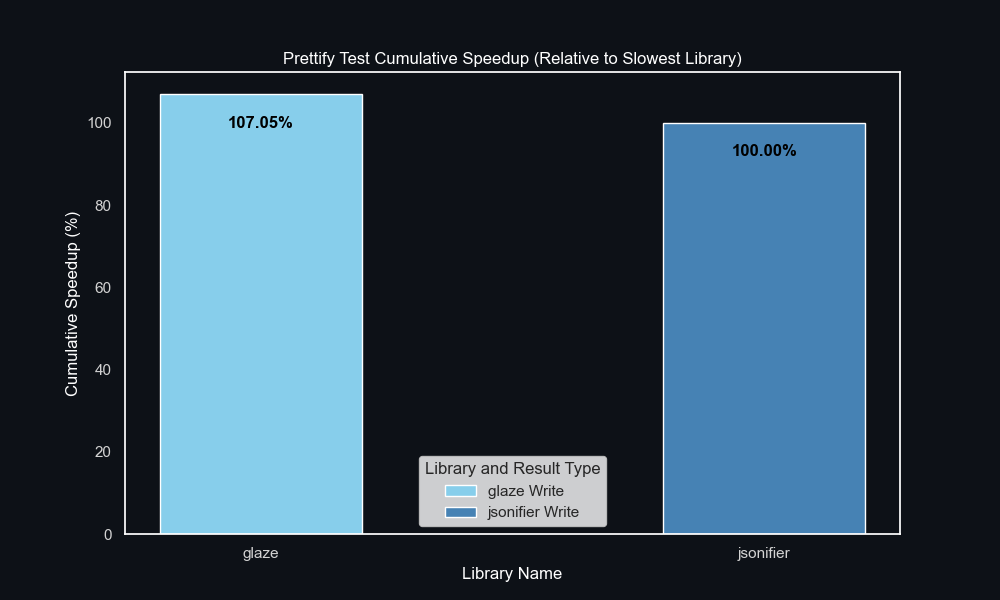 Prettify Test Cumulative Speedup (Relative to Slowest Library)
Cumulative Speedup (%)
100
80
60
40
20
0
107.05%
100.00%
Library and Result Type
glaze Write
jsonifier Write
glaze
jsonifier
Library Name